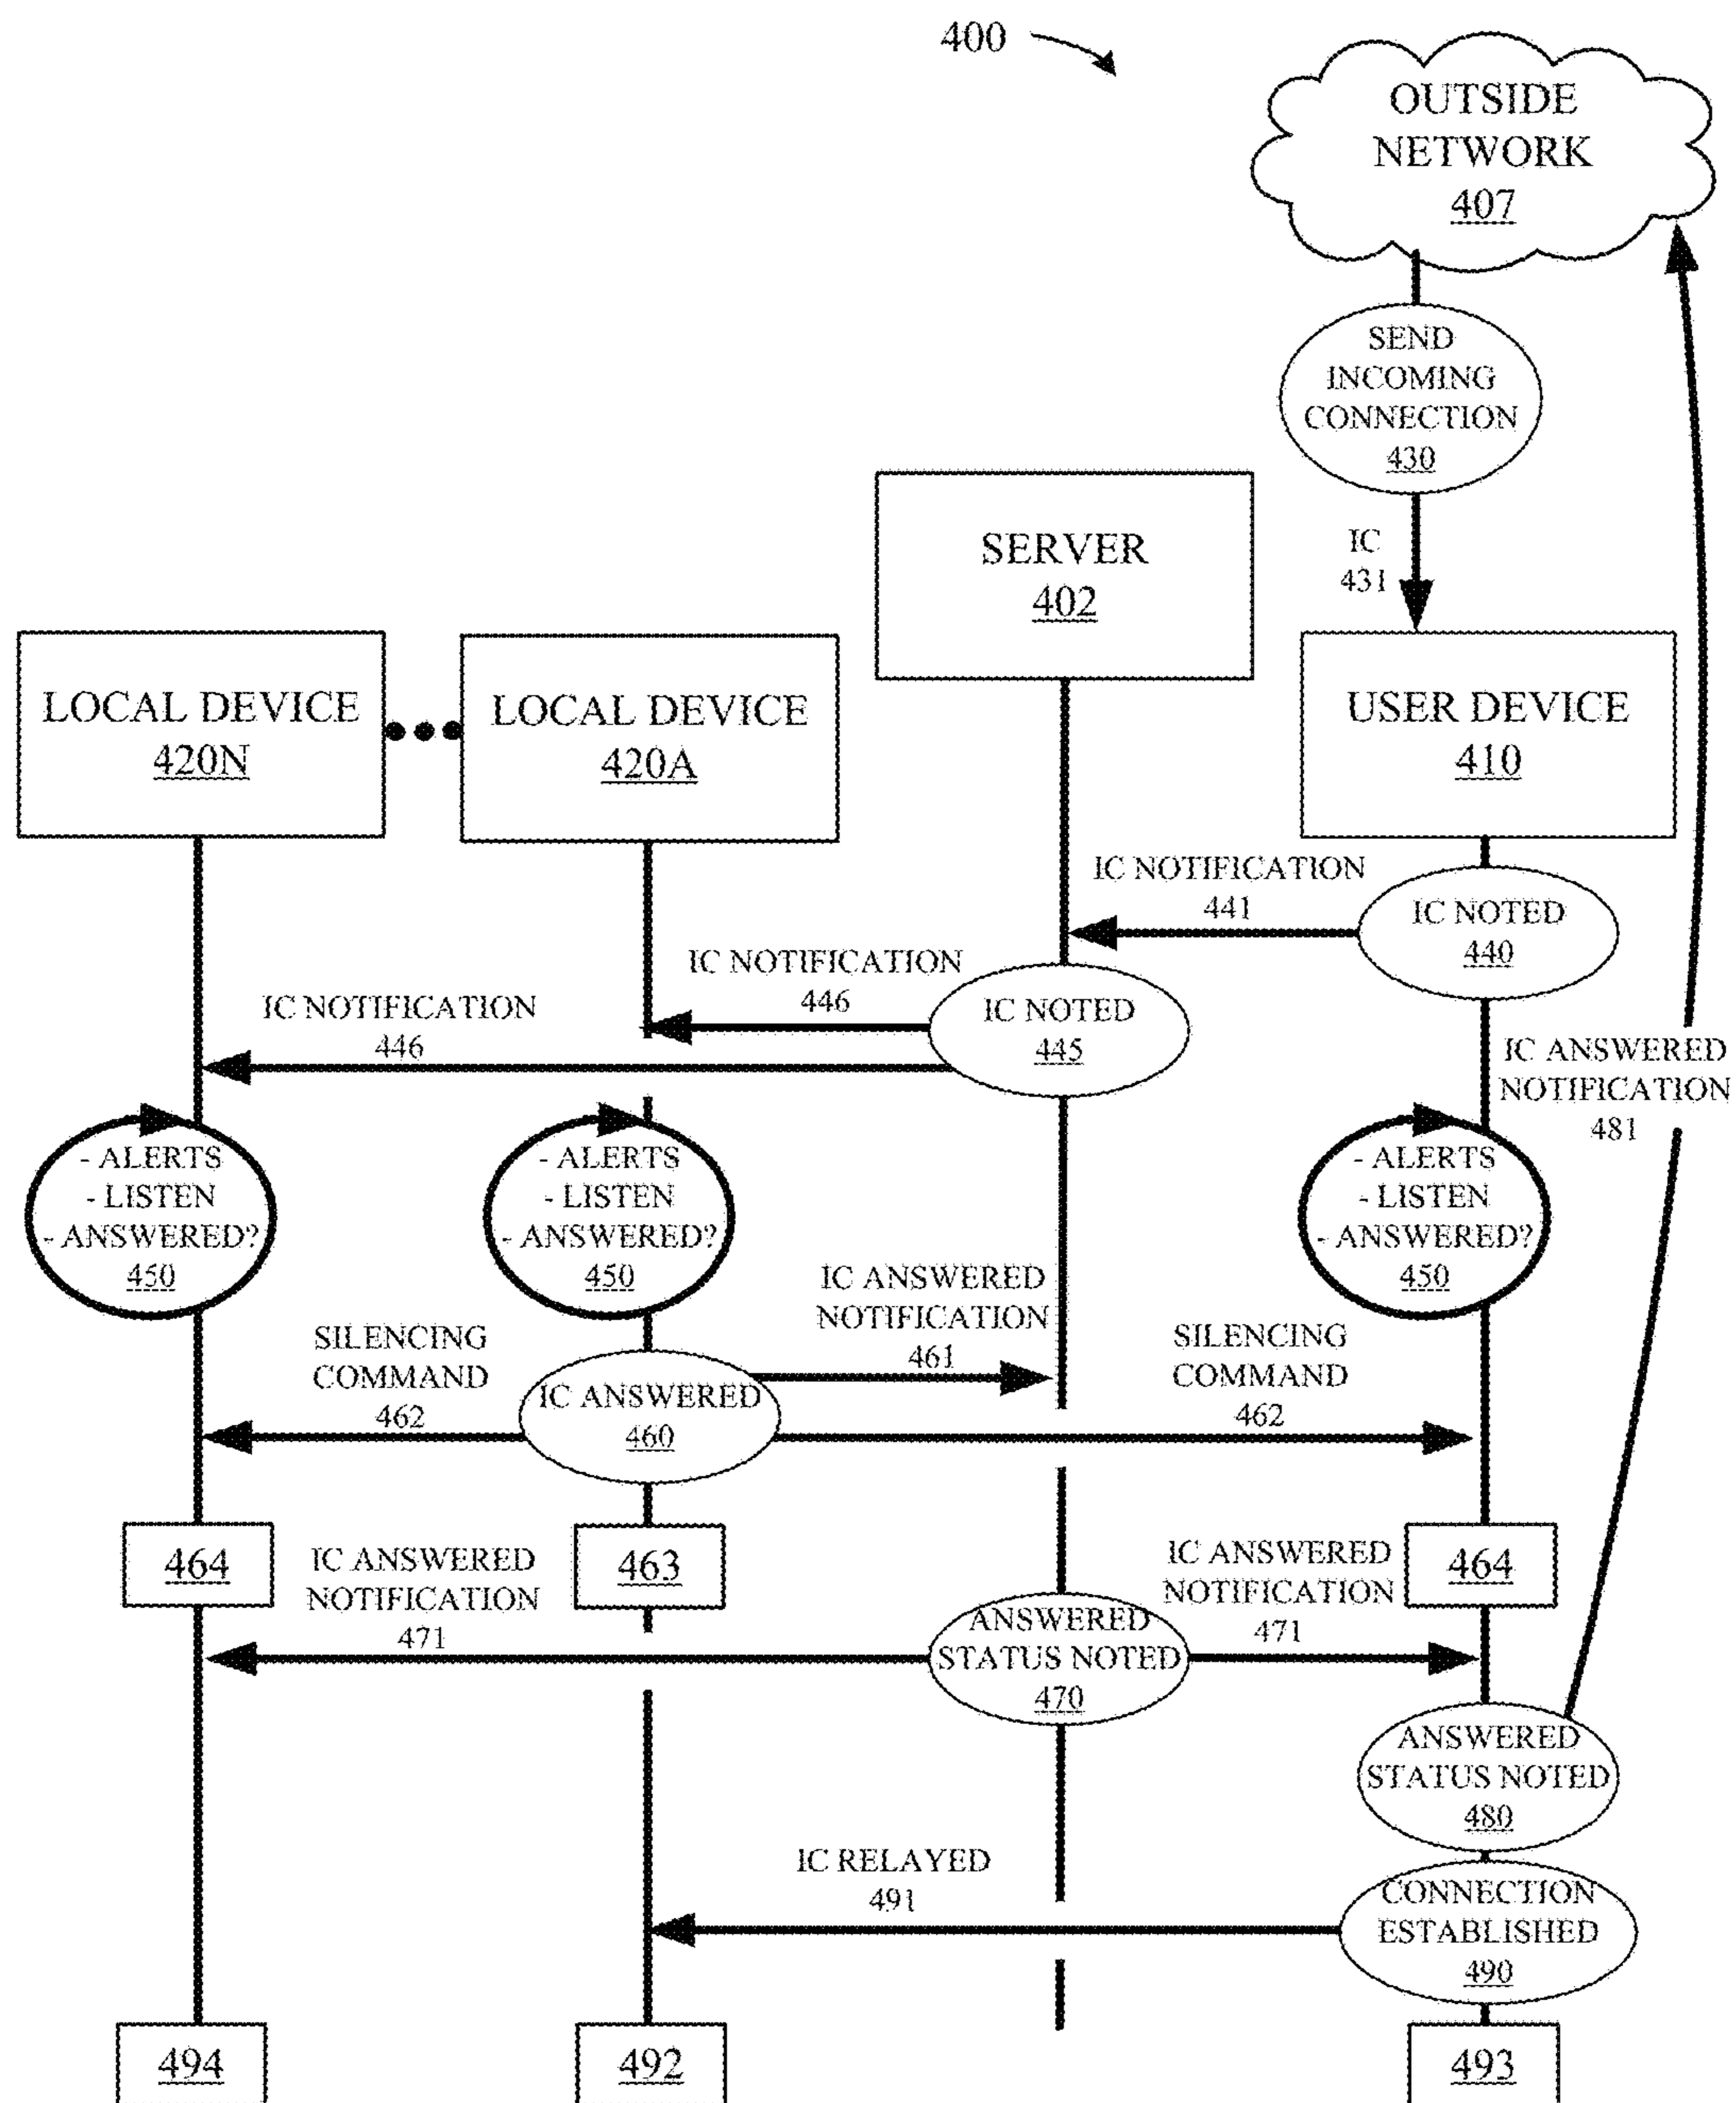 400
OUTSIDE
NETWORK
407
SEND
INCOMING
CONNECTION
430
IC
431
SERVER
402
LOCAL DEVICE
420N
LOCAL DEVICE
420A
USER DEVICE
410
IC NOTIFICATION
441
IC NOTED
440
IC NOTIFICATION
446
IC NOTED
445
IC NOTIFICATION
446
IC ANSWERED
NOTIFICATION
481
- ALERTS
- LISTEN
- ANSWERED?
450
- ALERTS
- LISTEN
- ANSWERED?
450
- ALERTS
- LISTEN
- ANSWERED?
450
IC ANSWERED
NOTIFICATION
461
SILENCING
COMMAND
462
IC ANSWERED
460
SILENCING
COMMAND
462
464
IC ANSWERED
NOTIFICATION
471
463
IC ANSWERED
NOTIFICATION
471
464
ANSWERED
STATUS NOTED
470
ANSWERED
STATUS NOTED
480
IC RELAYED
491
CONNECTION
ESTABLISHED
490
494
492
493